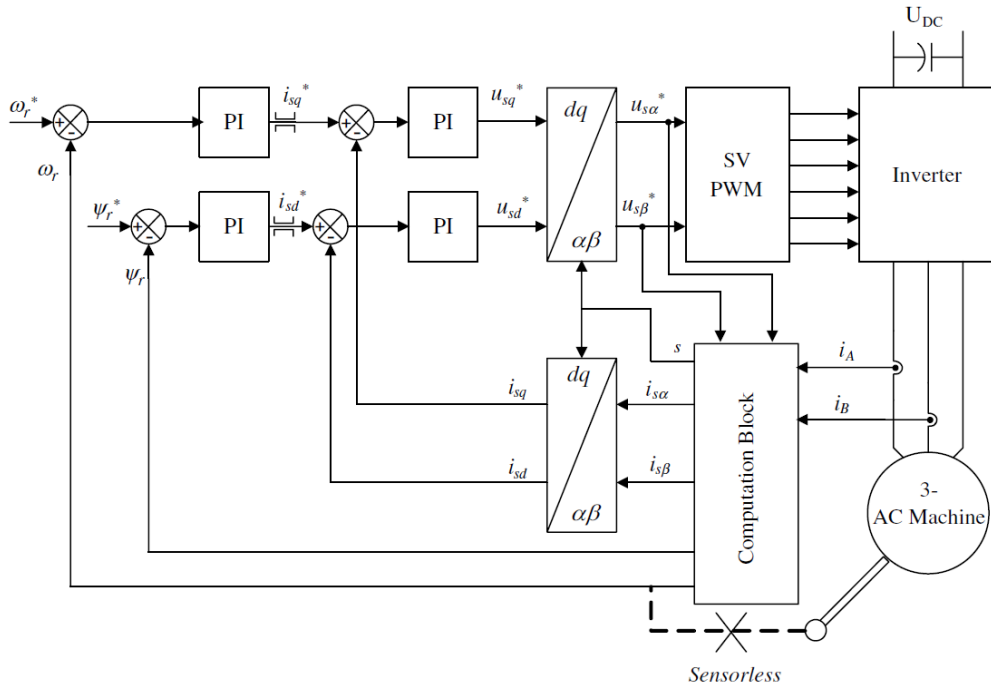 U_DC
ω_r*
PI
i_sq*
PI
u_sq*
dq
αβ
u_sα*
SV
PWM
Inverter
ω_r
ψ_r*
PI
i_sd*
PI
u_sd*
u_sβ*
ψ_r
s
i_A
dq
αβ
i_sq
i_sα
i_B
Computation Block
i_sd
i_sβ
3-
AC Machine
Sensorless